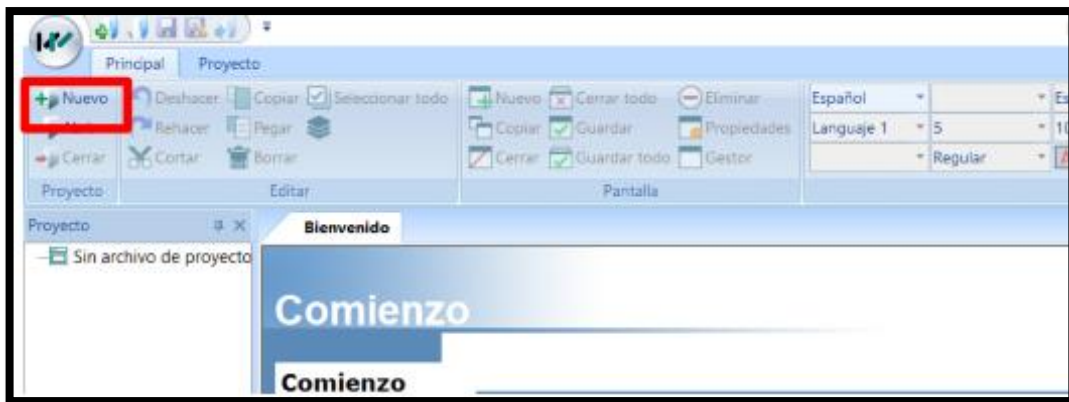 Principal Proyecto
Nuevo Deshacer Copiar Seleccionar todo Nuevo Cerrar todo Eliminar Español Es
Rehacer Pegar Copiar Guardar Propiedades Languaje 1 5 10
Cerrar Cortar Borrar Cerrar Guardar todo Gestor Regular A
Proyecto Editar Pantalla
Proyecto Bienvenido
Sin archivo de proyecto
Comienzo
Comienzo